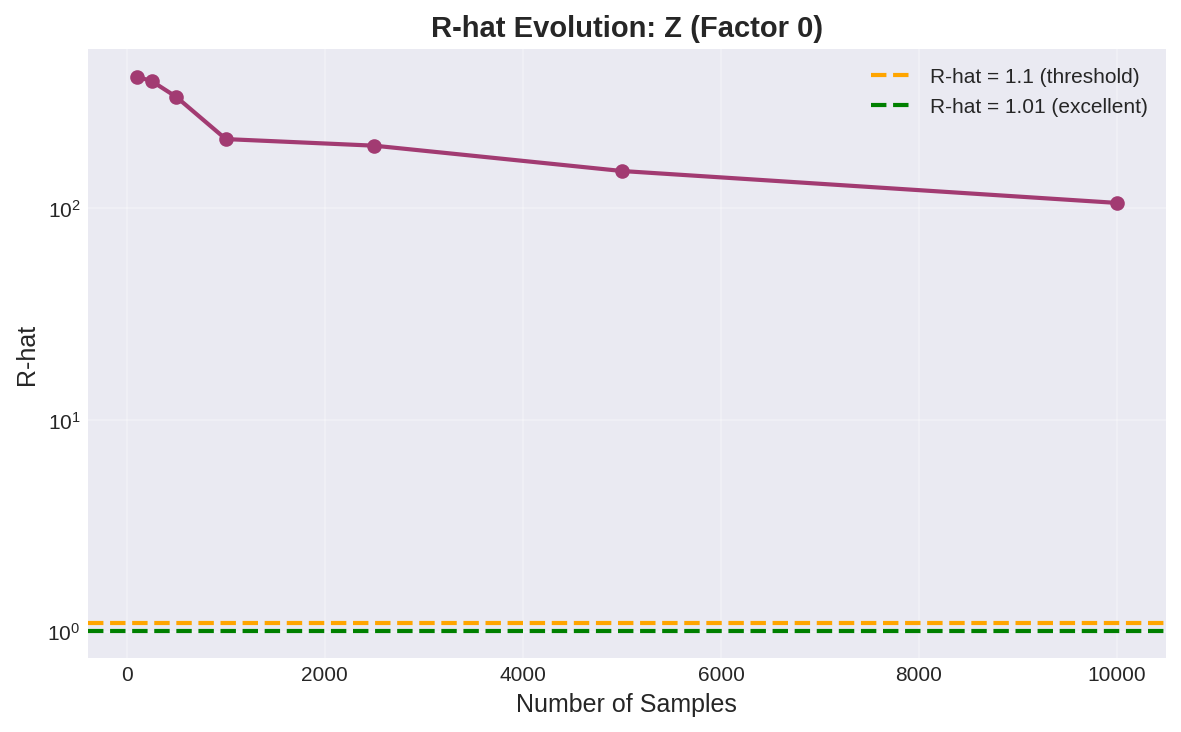 R-hat Evolution: Z (Factor 0)
R-hat = 1.1 (threshold)
R-hat = 1.01 (excellent)
10²
10¹
10⁰
R-hat
0 2000 4000 6000 8000 10000
Number of Samples